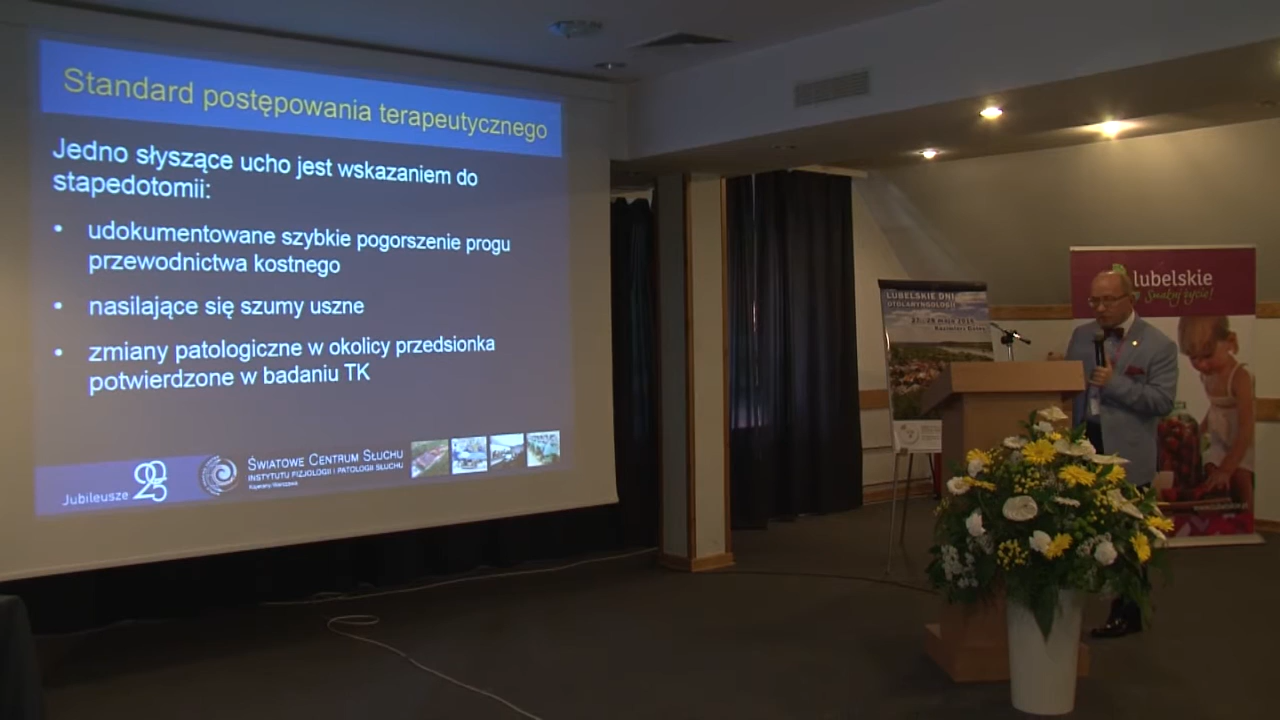 Standard postępowania terapeutycznego
Jedno słyszące ucho jest wskazaniem do
stapedotomii:
• udokumentowane szybkie pogorszenie progu
przewodnictwa kostnego
• nasilające się szumy uszne
• zmiany patologiczne w okolicy przedsionka
potwierdzone w badaniu TK
Jubileusze
ŚWIATOWE CENTRUM SŁUCHU
INSTYTUTU FIZJOLOGII I PATOLOGII SŁUCHU
LUBELSKIE DNI
OTOLARYNGOLOGII
lubelskie
Smakuj życie!